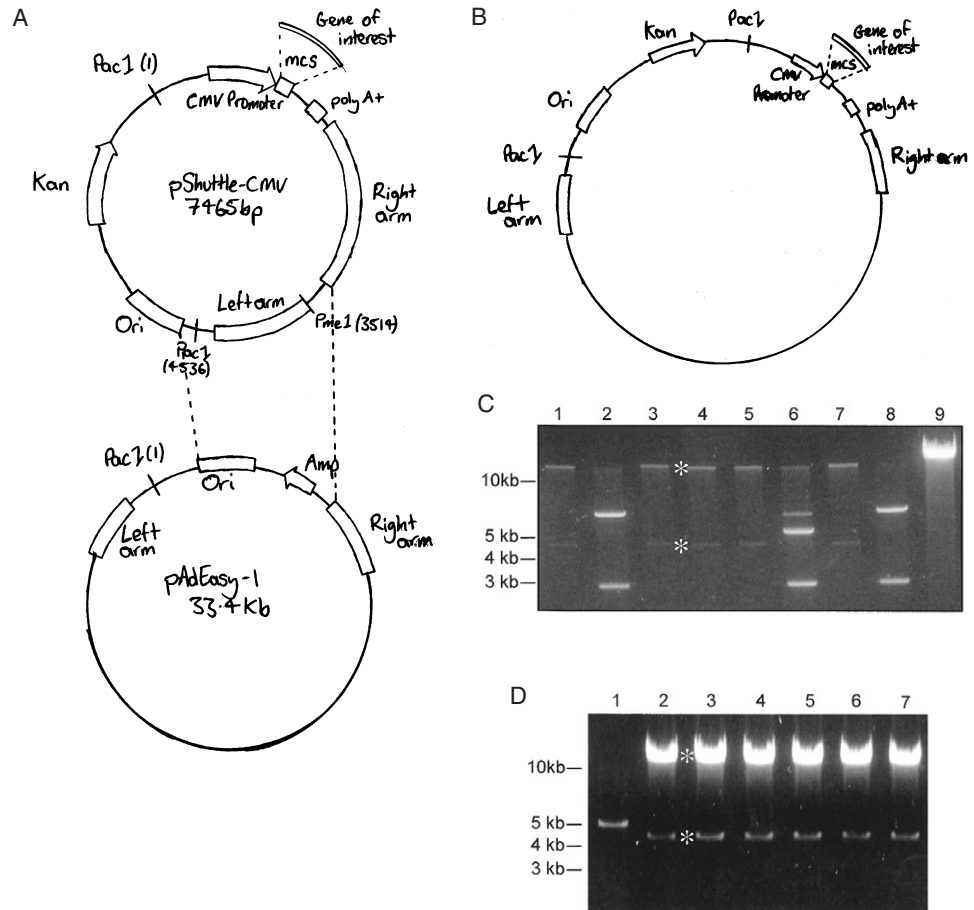 A
Gene of
interest
Pac1 (1)
mcs
CMV Promoter
polyA+
Kan
pShuttle-CMV
7465bp
Right
arm
Left arm
Ori
Pme1 (3514)
Pac1
(4536)
Pac1 (1)
Ori
Amp
Left
arm
Right
arm
pAdEasy-1
33.4Kb
B
Pac1
Kan
Gene of
interest
mcs
CMV
Promoter
Ori
polyA+
Pac1
Right arm
Left
arm
C
1 2 3 4 5 6 7 8 9
*
10kb
5 kb
*
4 kb
3 kb
D
1 2 3 4 5 6 7
*
10kb
5 kb
*
4 kb
3 kb